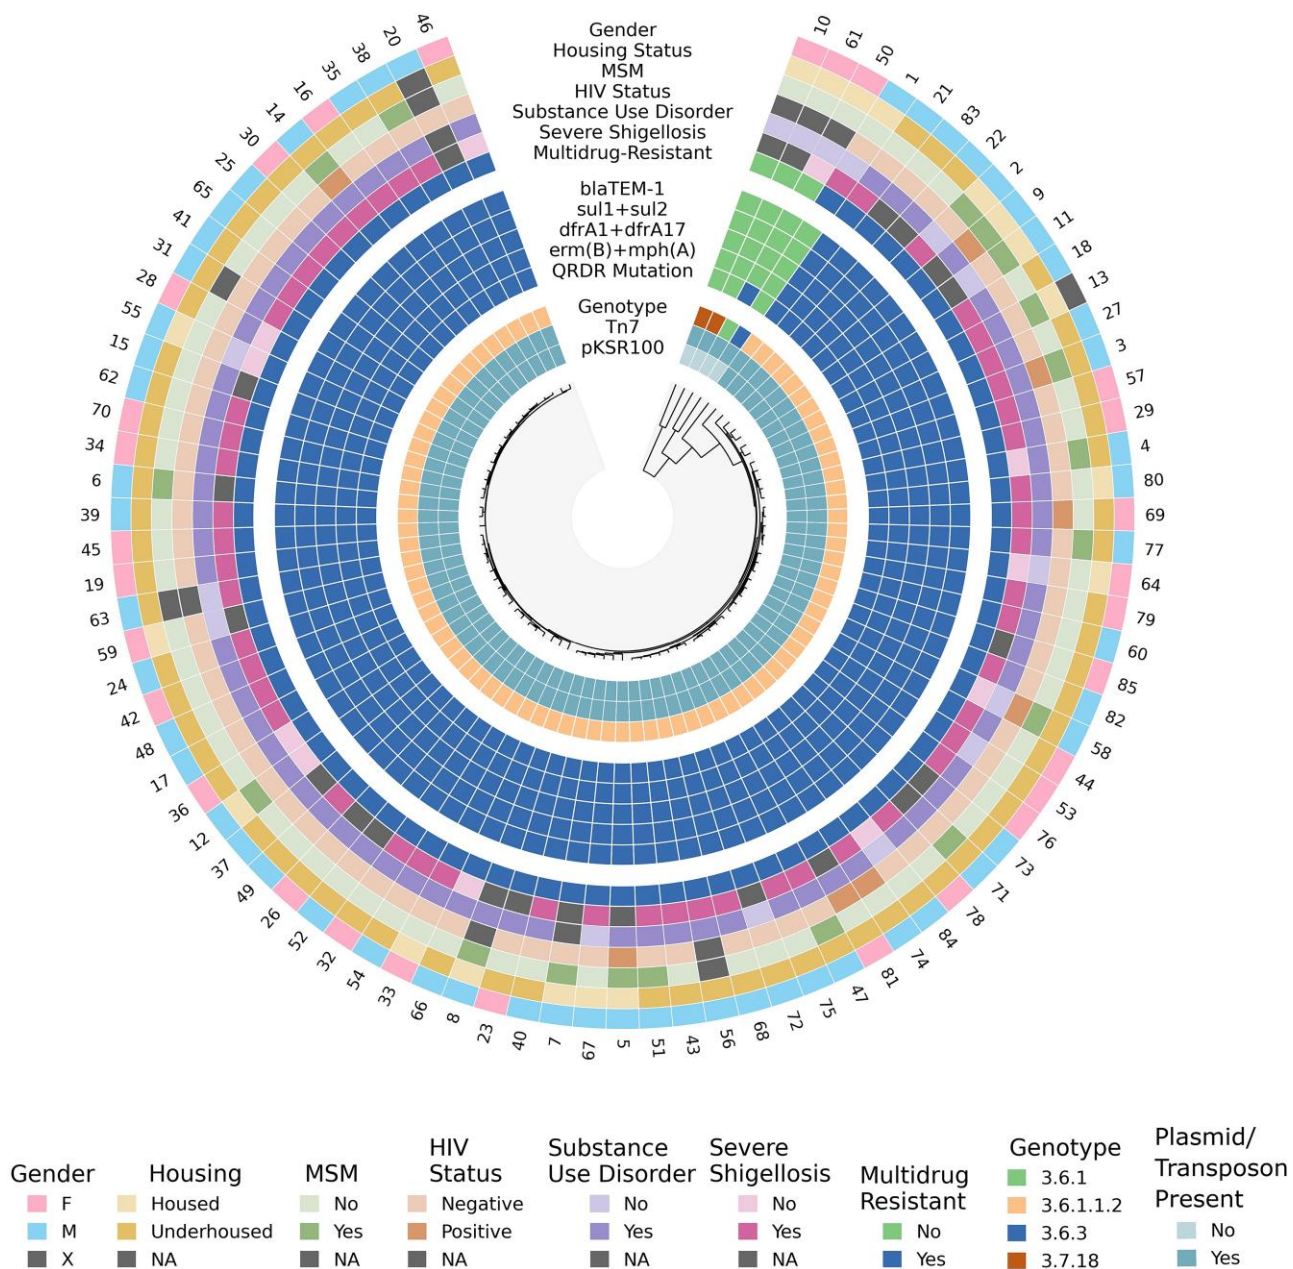 Gender
Housing Status
MSM
HIV Status
Substance Use Disorder
Severe Shigellosis
Multidrug-Resistant
blaTEM-1
sul1+sul2
dfrA1+dfrA17
erm(B)+mph(A)
QRDR Mutation
Genotype
Tn7
pKSR100
10
61
50
1
21
83
22
2
9
11
18
13
27
3
57
29
4
80
69
77
64
79
60
85
82
58
44
53
76
73
71
78
84
74
81
47
75
72
68
56
43
51
5
67
7
40
23
8
66
33
54
32
52
26
49
37
12
36
17
48
42
24
59
63
19
45
39
6
34
70
62
15
55
28
31
41
65
25
30
14
16
35
38
20
46
Gender
F
M
X
Housing
Housed
Underhoused
NA
MSM
No
Yes
NA
HIV
Status
Negative
Positive
NA
Substance
Use Disorder
No
Yes
NA
Severe
Shigellosis
No
Yes
NA
Multidrug
Resistant
No
Yes
Genotype
3.6.1
3.6.1.1.2
3.6.3
3.7.18
Plasmid/
Transposon
Present
No
Yes